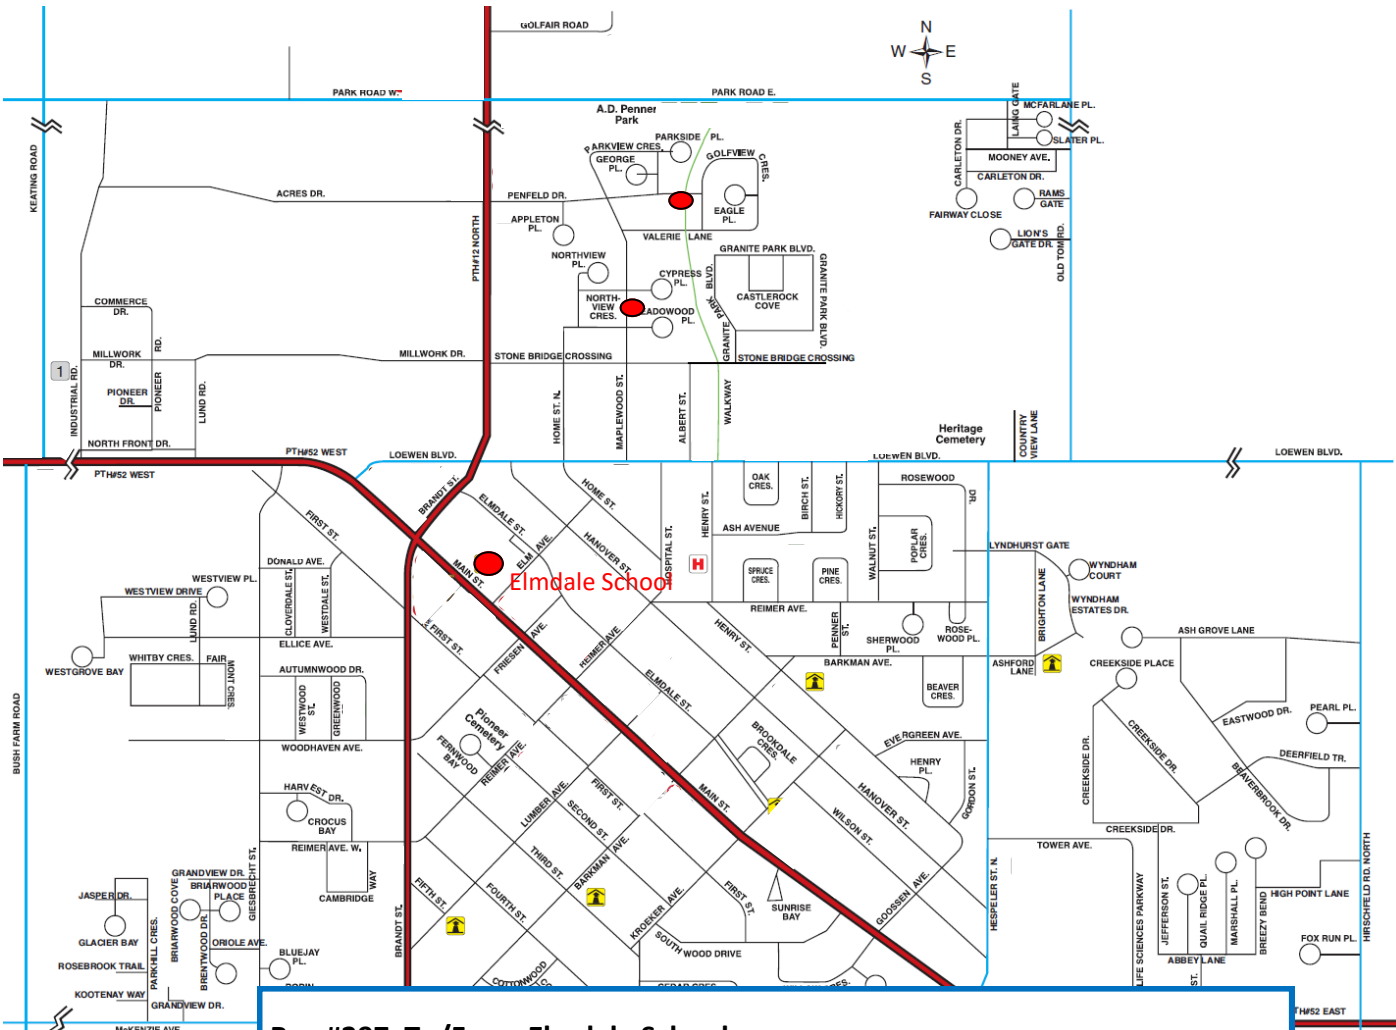 GOLFAIR ROAD
N
W E
S
PARK ROAD W.
PARK ROAD E.
A.D. Penner
Park
LAING GATE
MCFARLANE PL.
SLATER PL.
CARLETON DR.
MOONEY AVE.
CARLETON DR.
RAMS
GATE
FAIRWAY CLOSE
LION'S
GATE DR.
OLD TOM RD.
KEATING ROAD
PARKSIDE PL.
PARKVIEW CRES.
GEORGE
PL.
GOLFVIEW CRES.
ACRES DR.
PENFELD DR.
EAGLE
PL.
APPLETON
PL.
VALERIE LANE
PTH#12 NORTH
NORTHVIEW
PL.
GRANITE PARK BLVD.
CYPRESS
PL.
GRANITE PARK BLVD.
GRANITE PARK BLVD.
CASTLEROCK
COVE
NORTH-
VIEW
CRES.
EADOWOOD
PL.
COMMERCE
DR.
MILLWORK
DR.
MILLWORK DR.
STONE BRIDGE CROSSING
STONE BRIDGE CROSSING
1
INDUSTRIAL RD.
PIONEER
DR.
PIONEER RD.
LUND RD.
HOME ST. N.
MAPLEWOOD ST.
ALBERT ST.
WALKWAY
NORTH FRONT DR.
Heritage
Cemetery
COUNTRY
VIEW LANE
PTH#52 WEST
PTH#52 WEST
LOEWEN BLVD.
LOEWEN BLVD.
LOEWEN BLVD.
BRANDT ST.
ELMDALE ST.
HOME ST.
HANOVER ST.
ELM AVE.
FIRST ST.
MAIN ST.
Elmdale School
HOSPITAL ST.
HENRY ST.
H
OAK
CRES.
BIRCH ST.
HICKORY ST.
ASH AVENUE
ROSEWOOD DR.
POPLAR
CRES.
WALNUT ST.
SPRUCE
CRES.
PINE
CRES.
LYNDHURST GATE
WYNDHAM
COURT
WYNDHAM
ESTATES DR.
BRIGHTON LANE
DONALD AVE.
WESTVIEW PL.
WESTVIEW DRIVE
LUND RD.
CLOVERDALE ST.
WESTDALE ST.
ELLICE AVE.
WHITBY CRES.
FAIR
MONT CRES.
WESTGROVE BAY
AUTUMNWOOD DR.
WESTWOOD
ST.
GREENWOOD
WOODHAVEN AVE.
FIRST ST.
FRIESEN AVE.
REIMER AVE.
REIMER AVE.
HENRY ST.
PENNER
ST.
SHERWOOD
PL.
ROSE-
WOOD PL.
BARKMAN AVE.
ASHFORD
LANE
ASH GROVE LANE
CREEKSIDE PLACE
BEAVER
CRES.
ELMDALE ST.
Pioneer
Cemetery
FERNWOOD
BAY
REIMER AVE.
BROOKDALE
CRES.
EVERGREEN AVE.
HENRY
PL.
GORDON ST.
HANOVER ST.
WILSON ST.
MAIN ST.
CREEKSIDE DR.
CREEKSIDE DR.
EASTWOOD DR.
PEARL PL.
DEERFIELD TR.
BEAVERBROOK DR.
CREEKSIDE DR.
BUSH FARM ROAD
HARVEST DR.
CROCUS
BAY
REIMER AVE. W.
CAMBRIDGE
WAY
LUMBER AVE.
FIRST ST.
SECOND ST.
THIRD ST.
BARKMAN AVE.
FIFTH ST.
FOURTH ST.
KROEKER AVE.
FIRST ST.
SUNRISE
BAY
GOOSSEN AVE.
SOUTHWOOD DRIVE
COTTONWOOD
CEDAR CRES.
TOWER AVE.
HESPELER ST. N.
LIFE SCIENCES PARKWAY
JEFFERSON ST.
QUAIL RIDGE PL.
MARSHALL PL.
BREEZY BEND
HIGH POINT LANE
HIRSCHFELD RD. NORTH
FOX RUN PL.
ABBEY LANE
ST.
GRANDVIEW DR.
BRIARWOOD
PLACE
JASPER DR.
GLACIER BAY
PARKHILL CRES.
BRIARWOOD COVE
BRENTWOOD DR.
GIESBRECHT ST.
ORIOLE AVE.
BLUEJAY
PL.
ROBIN
ROSEBROOK TRAIL
KOOTENAY WAY
GRANDVIEW DR.
McKENZIE AVE.
BRANDT ST.
TH#52 EAST